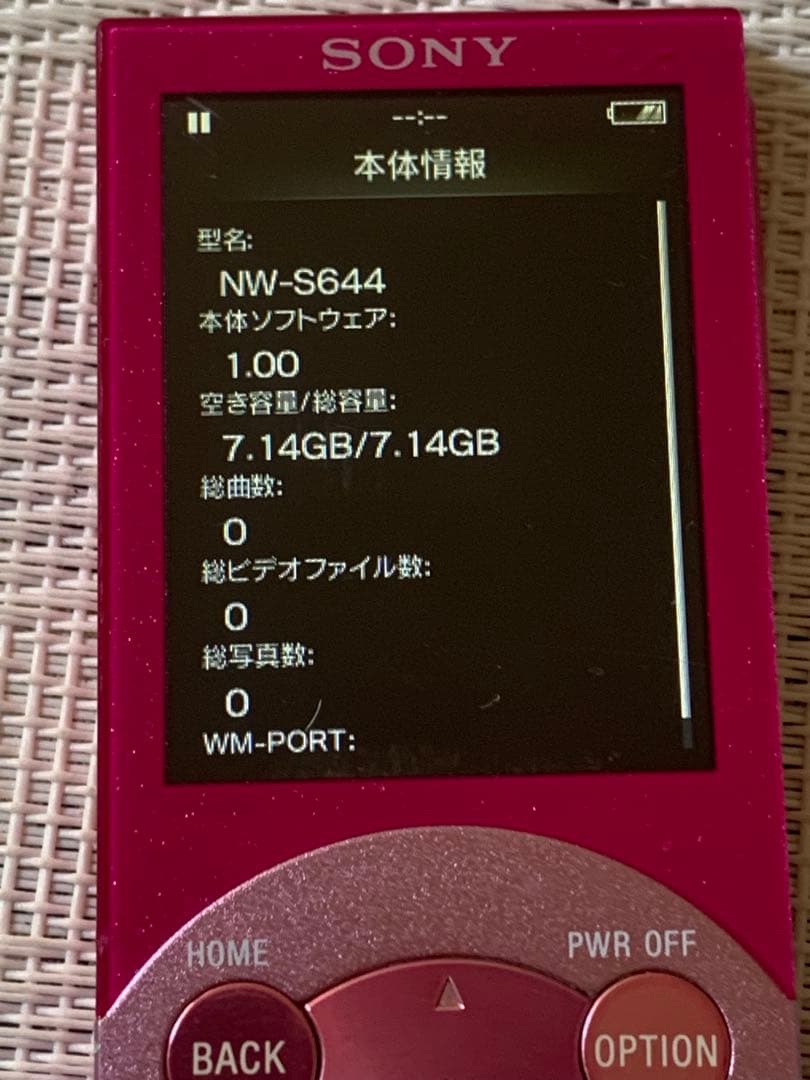 SONY
--:--
本体情報
型名:
NW-S644
本体ソフトウェア:
1.00
空き容量/総容量:
7.14GB/7.14GB
総曲数:
0
総ビデオファイル数:
0
総写真数:
0
WM-PORT:
HOME
PWR OFF
BACK
OPTION